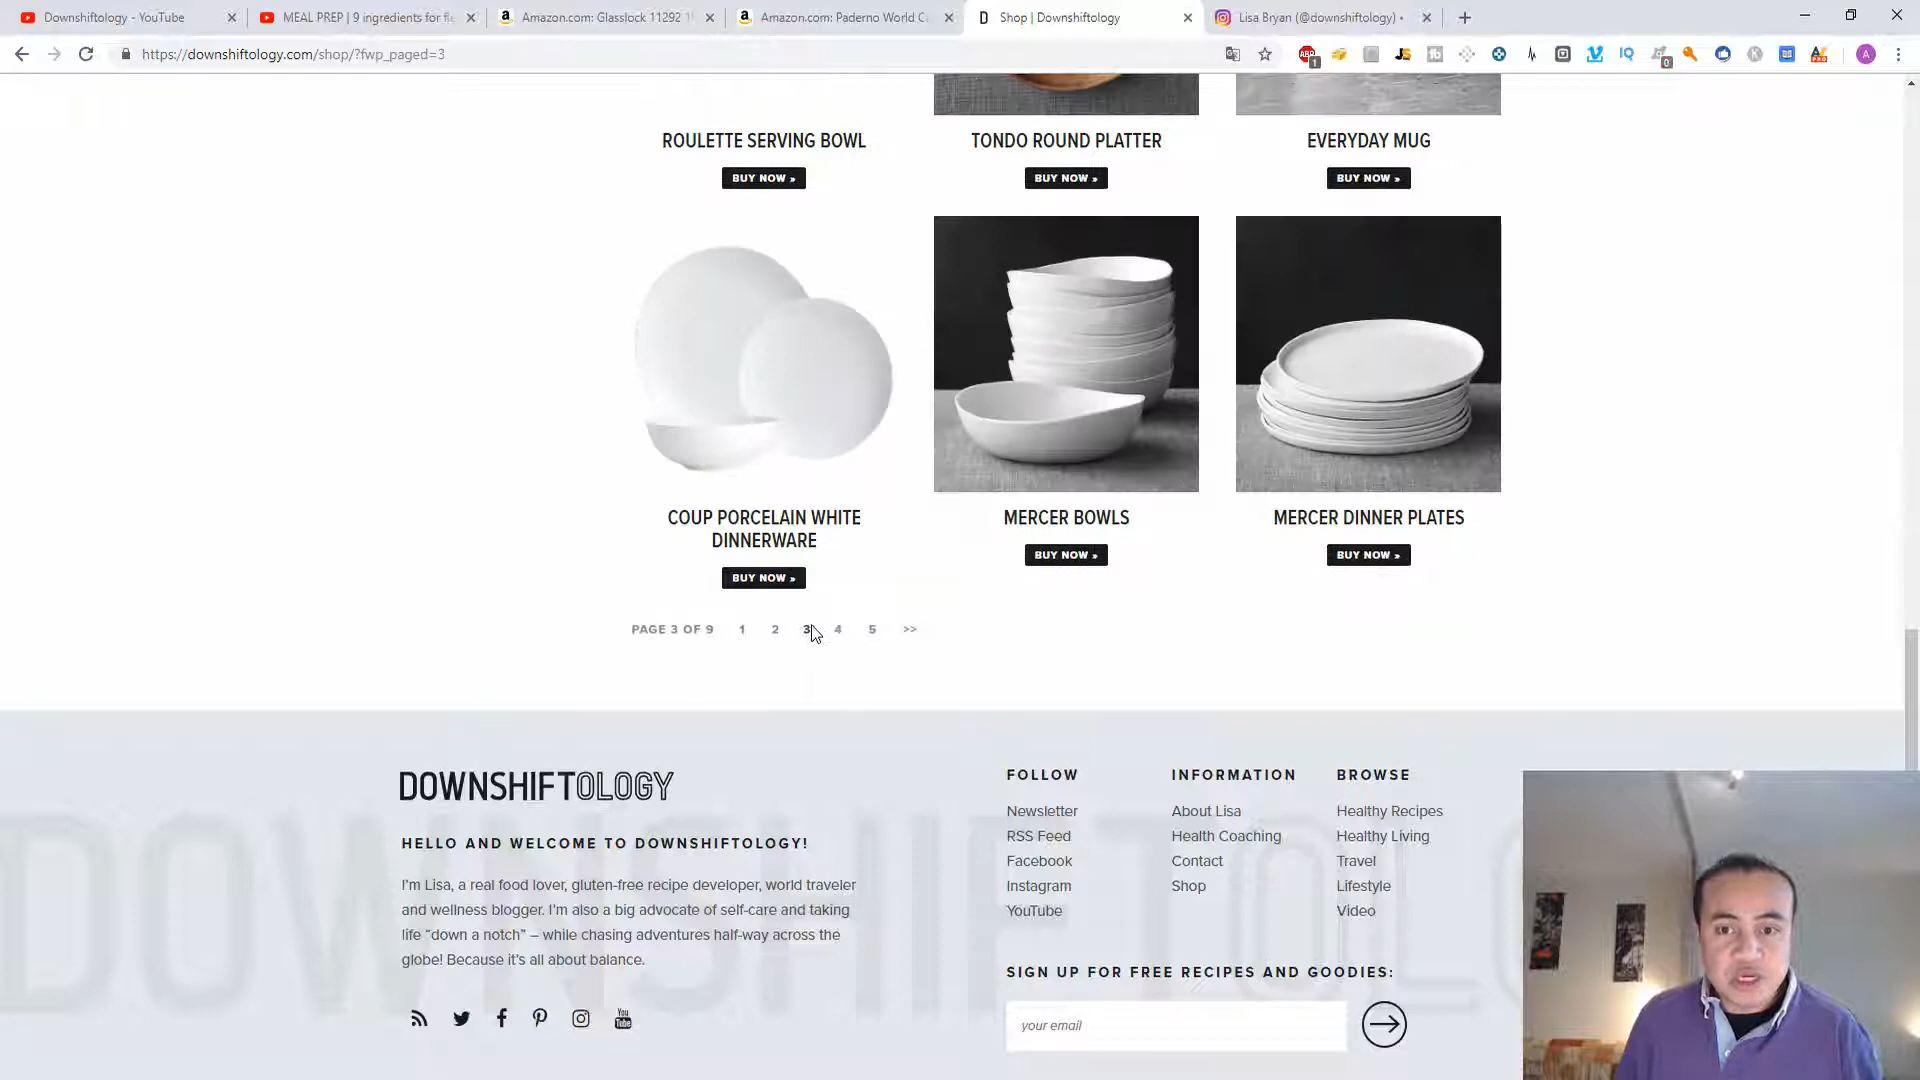 Downshiftology - YouTube
MEAL PREP | 9 ingredients for fle
Amazon.com: Glasslock 11292 1
Amazon.com: Paderno World C
Shop | Downshiftology
Lisa Bryan (@downshiftology) •
https://downshiftology.com/shop/?fwp_paged=3
ROULETTE SERVING BOWL
TONDO ROUND PLATTER
EVERYDAY MUG
BUY NOW »
BUY NOW »
BUY NOW »
COUP PORCELAIN WHITE
DINNERWARE
MERCER BOWLS
MERCER DINNER PLATES
BUY NOW »
BUY NOW »
BUY NOW »
PAGE 3 OF 9 1 2 3 4 5 >>
DOWNSHIFTOLOGY
HELLO AND WELCOME TO DOWNSHIFTOLOGY!
I'm Lisa, a real food lover, gluten-free recipe developer, world traveler
and wellness blogger. I'm also a big advocate of self-care and taking
life “down a notch” – while chasing adventures half-way across the
globe! Because it's all about balance.
You
Tube
FOLLOW
Newsletter
RSS Feed
Facebook
Instagram
YouTube
INFORMATION
About Lisa
Health Coaching
Contact
Shop
BROWSE
Healthy Recipes
Healthy Living
Travel
Lifestyle
Video
SIGN UP FOR FREE RECIPES AND GOODIES:
your email